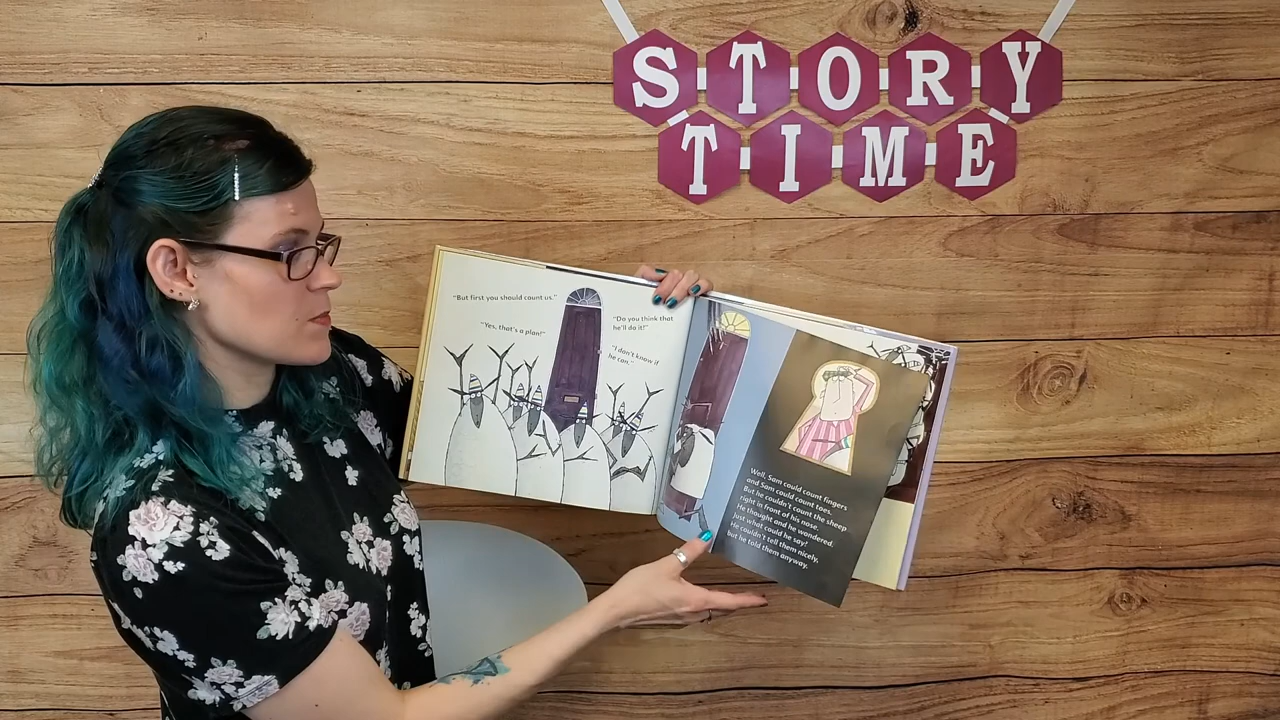 STORY
TIME
"But first you should count us."
"Yes, that's a plan!"
"Do you think that
he'll do it!"
"I don't know if
he can."
Well, Sam could count fingers
and Sam could count toes.
But he couldn't count the sheep
right in front of his nose.
He thought and he wondered.
Just what could he say?
He couldn't tell them nicely,
but he told them anyway.